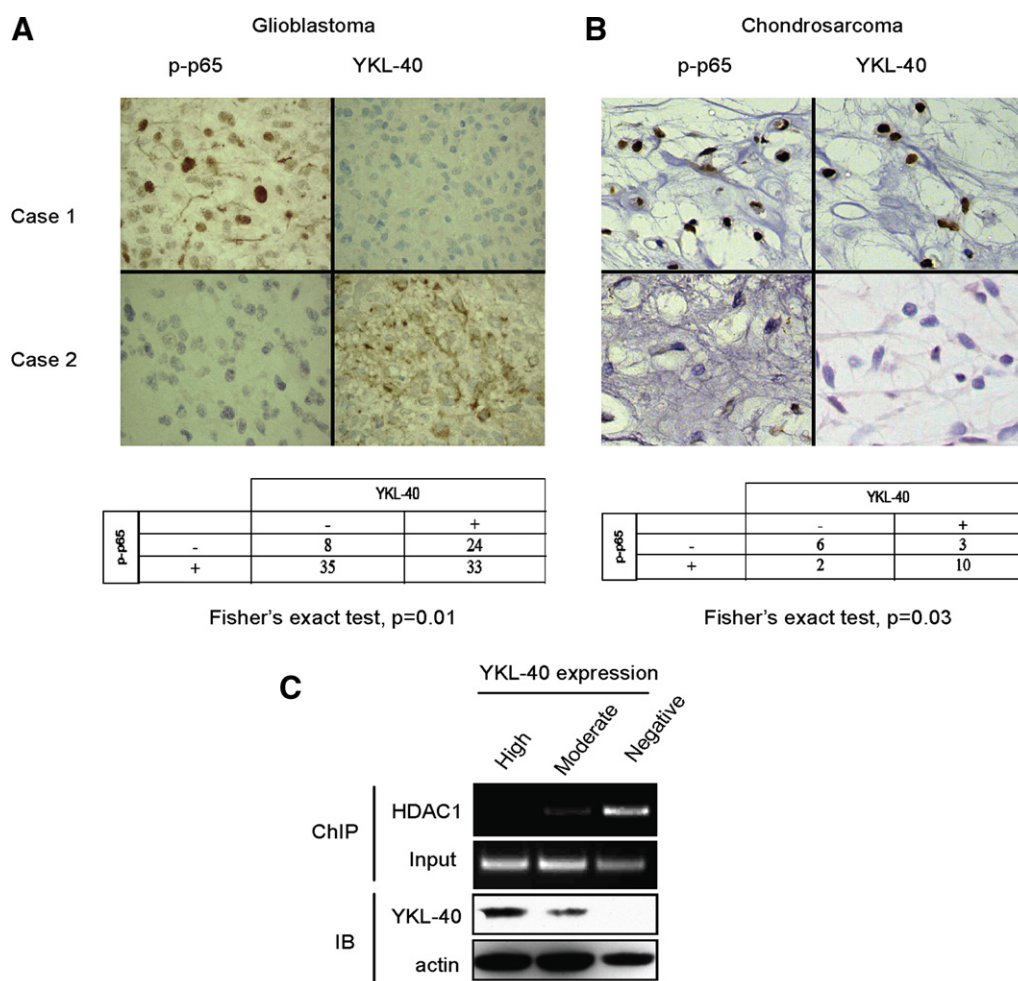 A
Glioblastoma
p-p65 YKL-40
Case 1
Case 2
YKL-40
p-p65
- +
- 8 24
+ 35 33
Fisher's exact test, p=0.01
B
Chondrosarcoma
p-p65 YKL-40
YKL-40
p-p65
- +
- 6 3
+ 2 10
Fisher's exact test, p=0.03
C
YKL-40 expression
High Moderate Negative
ChIP
HDAC1
Input
IB
YKL-40
actin